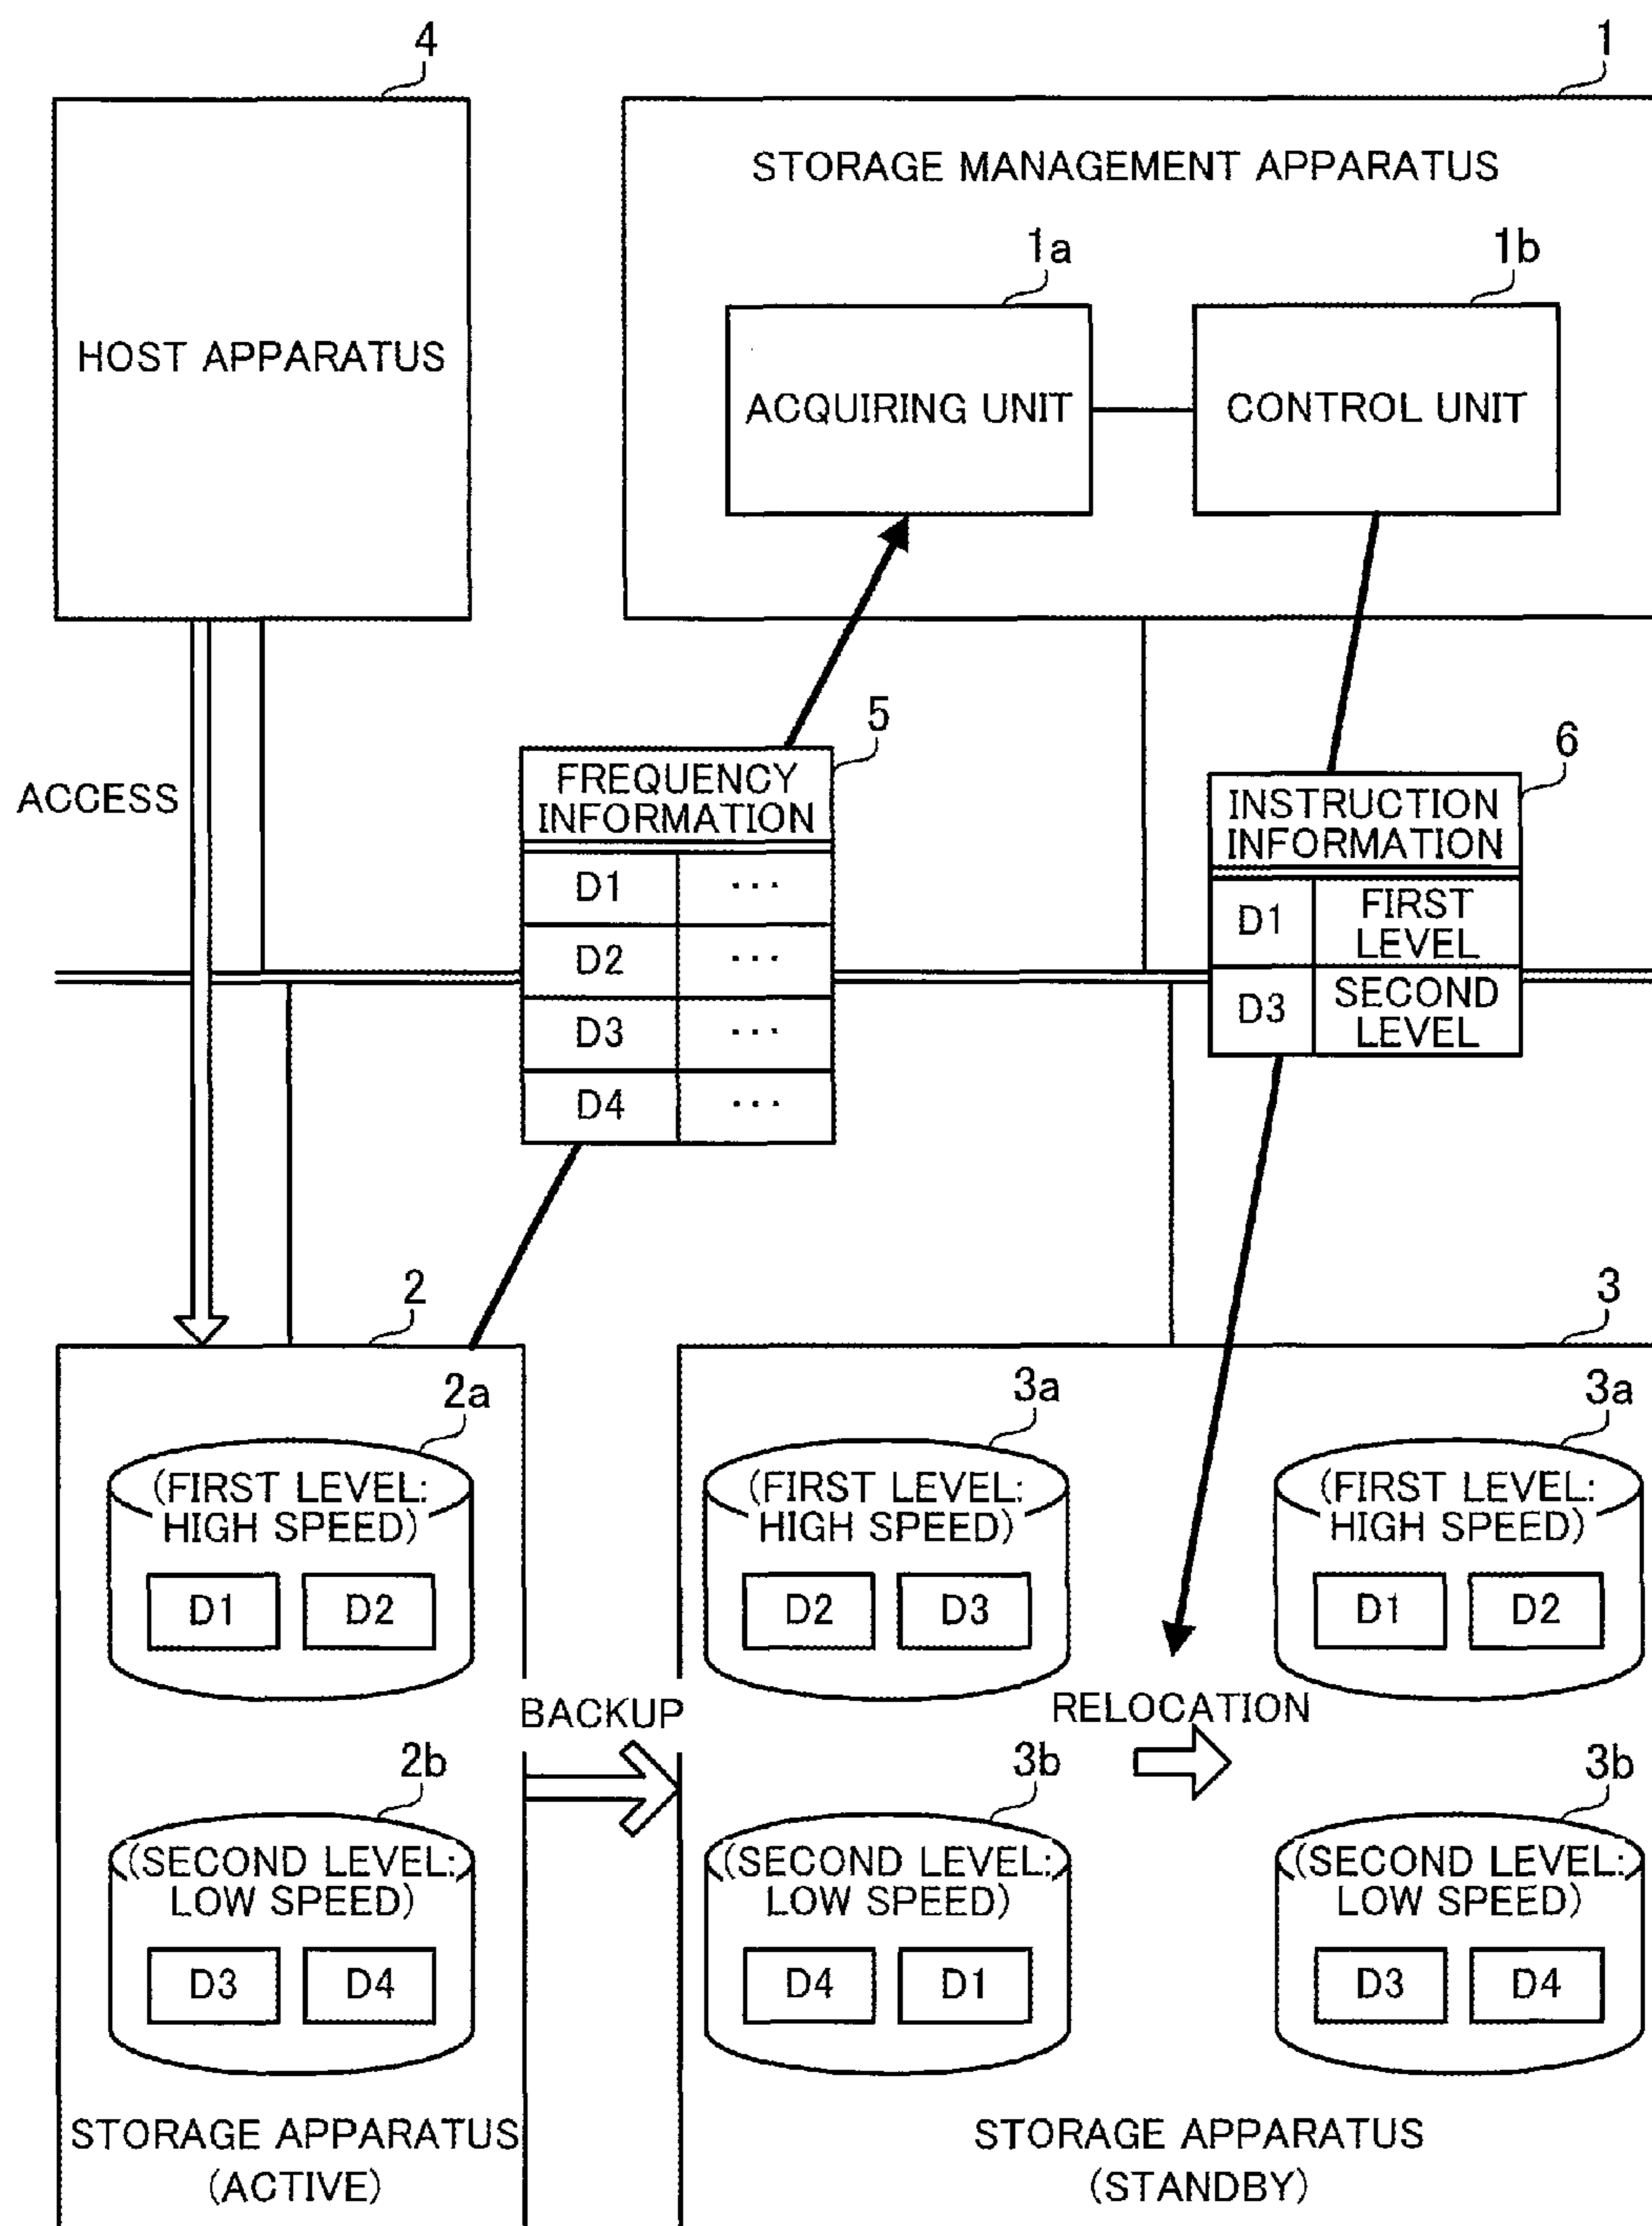 4
1
STORAGE MANAGEMENT APPARATUS
1a
1b
HOST APPARATUS
ACQUIRING UNIT
CONTROL UNIT
5
6
ACCESS
FREQUENCY
INFORMATION
D1 ...
D2 ...
D3 ...
D4 ...
INSTRUCTION
INFORMATION
D1
FIRST
LEVEL
D3
SECOND
LEVEL
2
2a
(FIRST LEVEL:
HIGH SPEED)
D1 D2
2b
(SECOND LEVEL:
LOW SPEED)
D3 D4
STORAGE APPARATUS
(ACTIVE)
BACKUP
3
3a
(FIRST LEVEL:
HIGH SPEED)
D2 D3
3b
(SECOND LEVEL:
LOW SPEED)
D4 D1
RELOCATION
3a
(FIRST LEVEL:
HIGH SPEED)
D1 D2
3b
(SECOND LEVEL:
LOW SPEED)
D3 D4
STORAGE APPARATUS
(STANDBY)